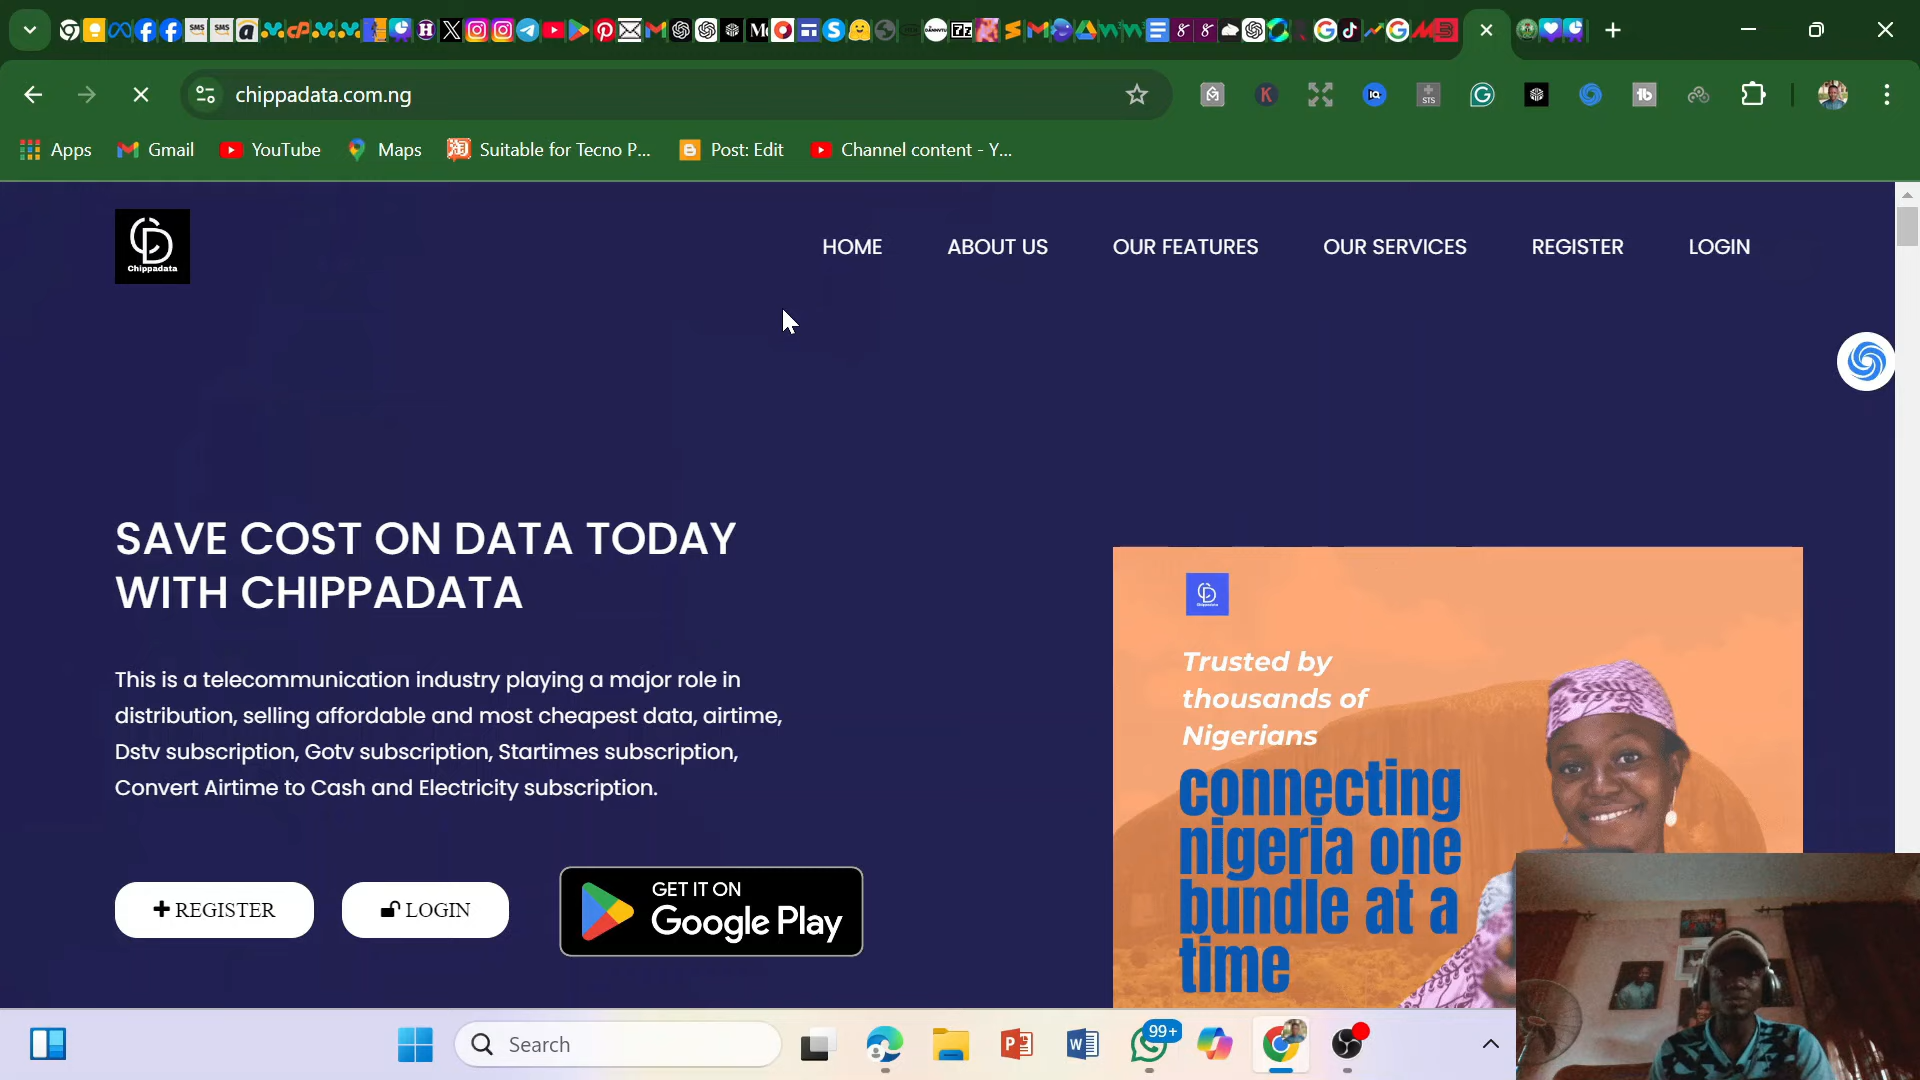 chippadata.com.ng
Apps
Gmail
YouTube
Maps
Suitable for Tecno P...
Post: Edit
Channel content - Y...
Chippadata
HOME
ABOUT US
OUR FEATURES
OUR SERVICES
REGISTER
LOGIN
SAVE COST ON DATA TODAY
WITH CHIPPADATA
This is a telecommunication industry playing a major role in
distribution, selling affordable and most cheapest data, airtime,
Dstv subscription, Gotv subscription, Startimes subscription,
Convert Airtime to Cash and Electricity subscription.
REGISTER
LOGIN
GET IT ON
Google Play
Trusted by
thousands of
Nigerians
connecting
nigeria one
bundle at a
time
Search
99+